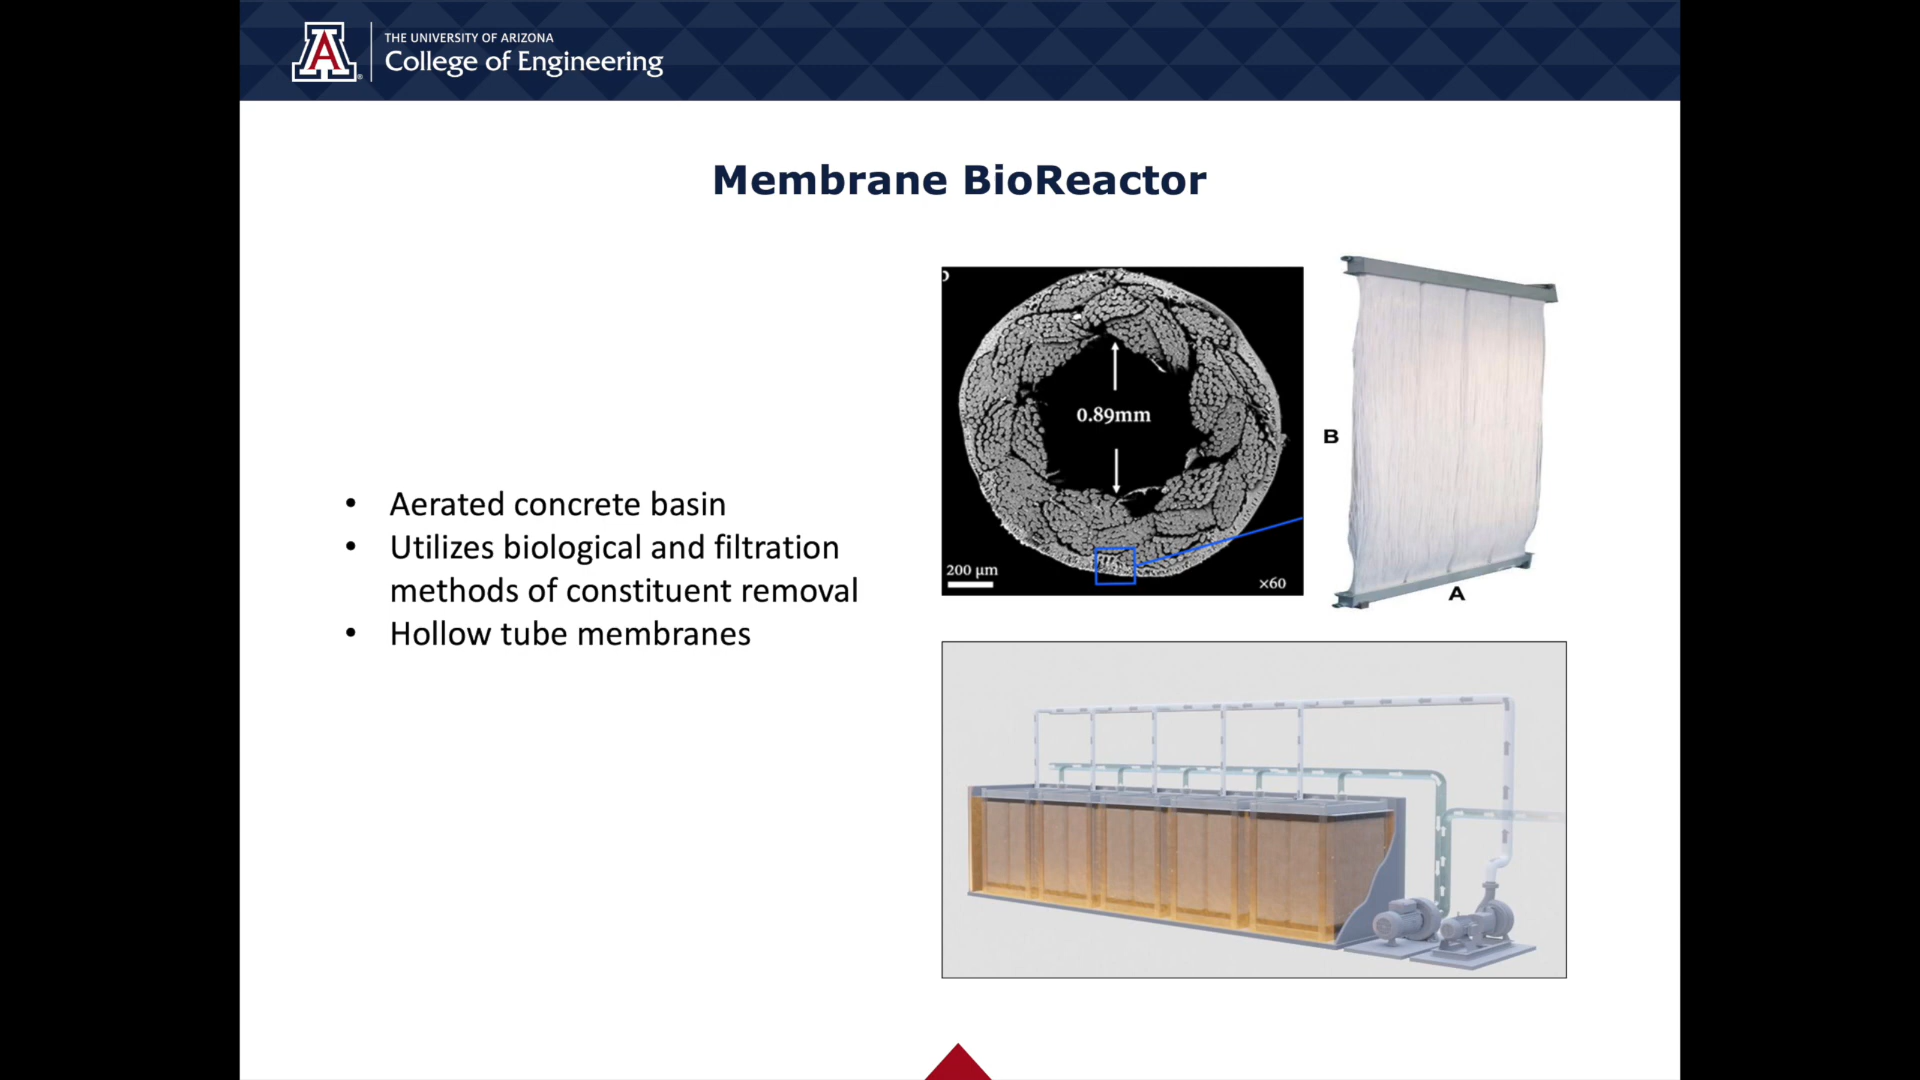 THE UNIVERSITY OF ARIZONA
College of Engineering
Membrane BioReactor
• Aerated concrete basin
• Utilizes biological and filtration
methods of constituent removal
• Hollow tube membranes
0.89mm
200 µm
×60
B
A